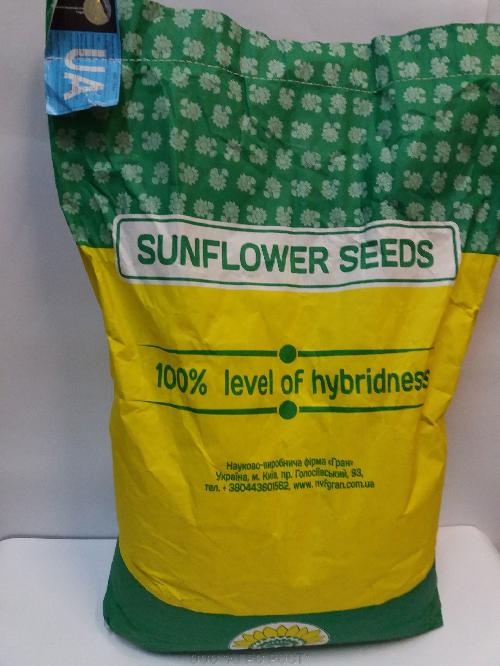 UA
SUNFLOWER SEEDS
100% level of hybridness
Науково-виробнича фірма «Гран»
Україна, м. Київ, пр. Голосіївський, 93,
тел. + 380443601562, www. nvfgran.com.ua